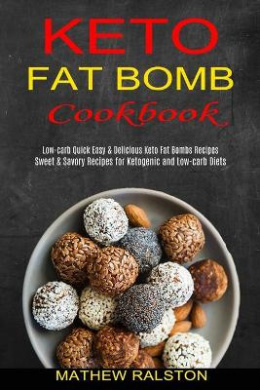 KETO
FAT BOMB
Cookbook
Low-carb Quick Easy & Delicious Keto Fat Bombs Recipes
Sweet & Savory Recipes for Ketogenic and Low-carb Diets
MATHEW RALSTON